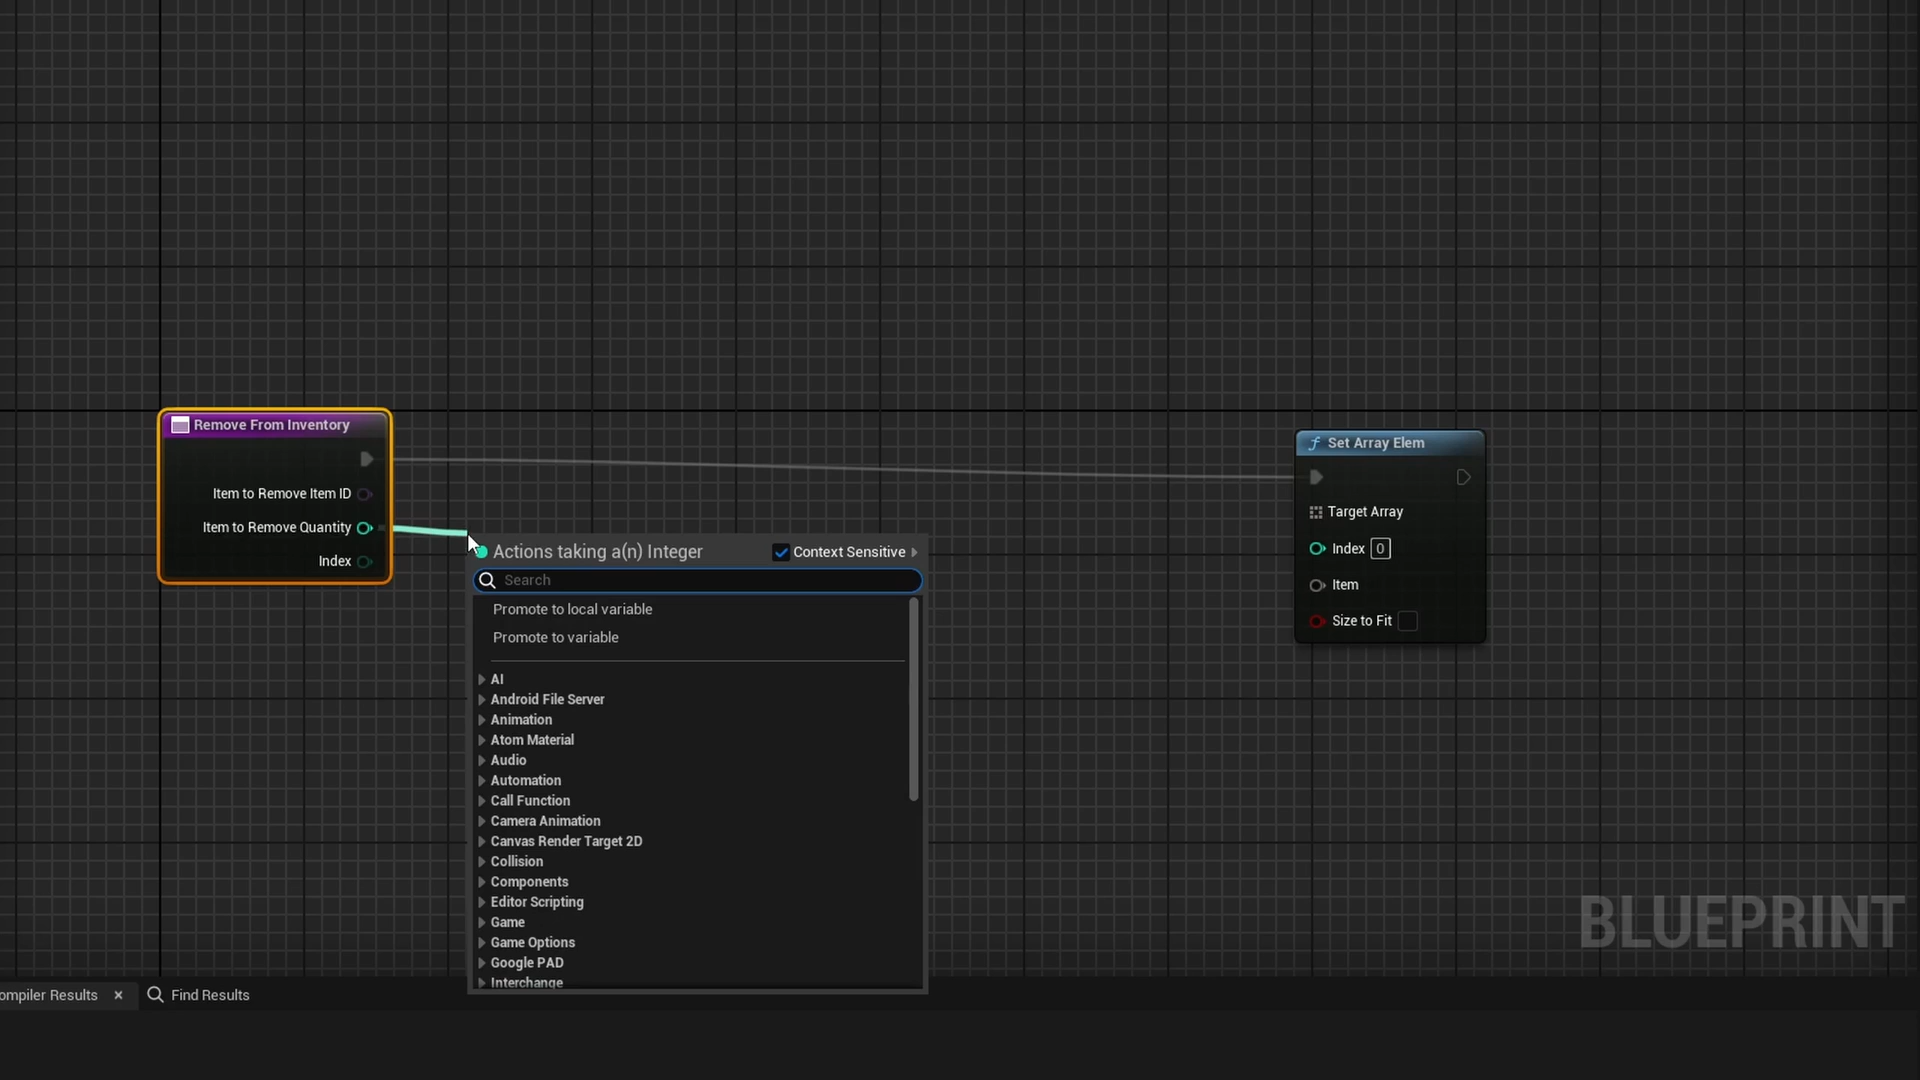 Remove From Inventory
Item to Remove Item ID
Item to Remove Quantity
Index
Set Array Elem
Target Array
Index 0
Item
Size to Fit
Actions taking a(n) Integer
Context Sensitive
Search
Promote to local variable
Promote to variable
AI
Android File Server
Animation
Atom Material
Audio
Automation
Call Function
Camera Animation
Canvas Render Target 2D
Collision
Components
Editor Scripting
Game
Game Options
Google PAD
Interchange
BLUEPRINT
ompiler Results
Find Results